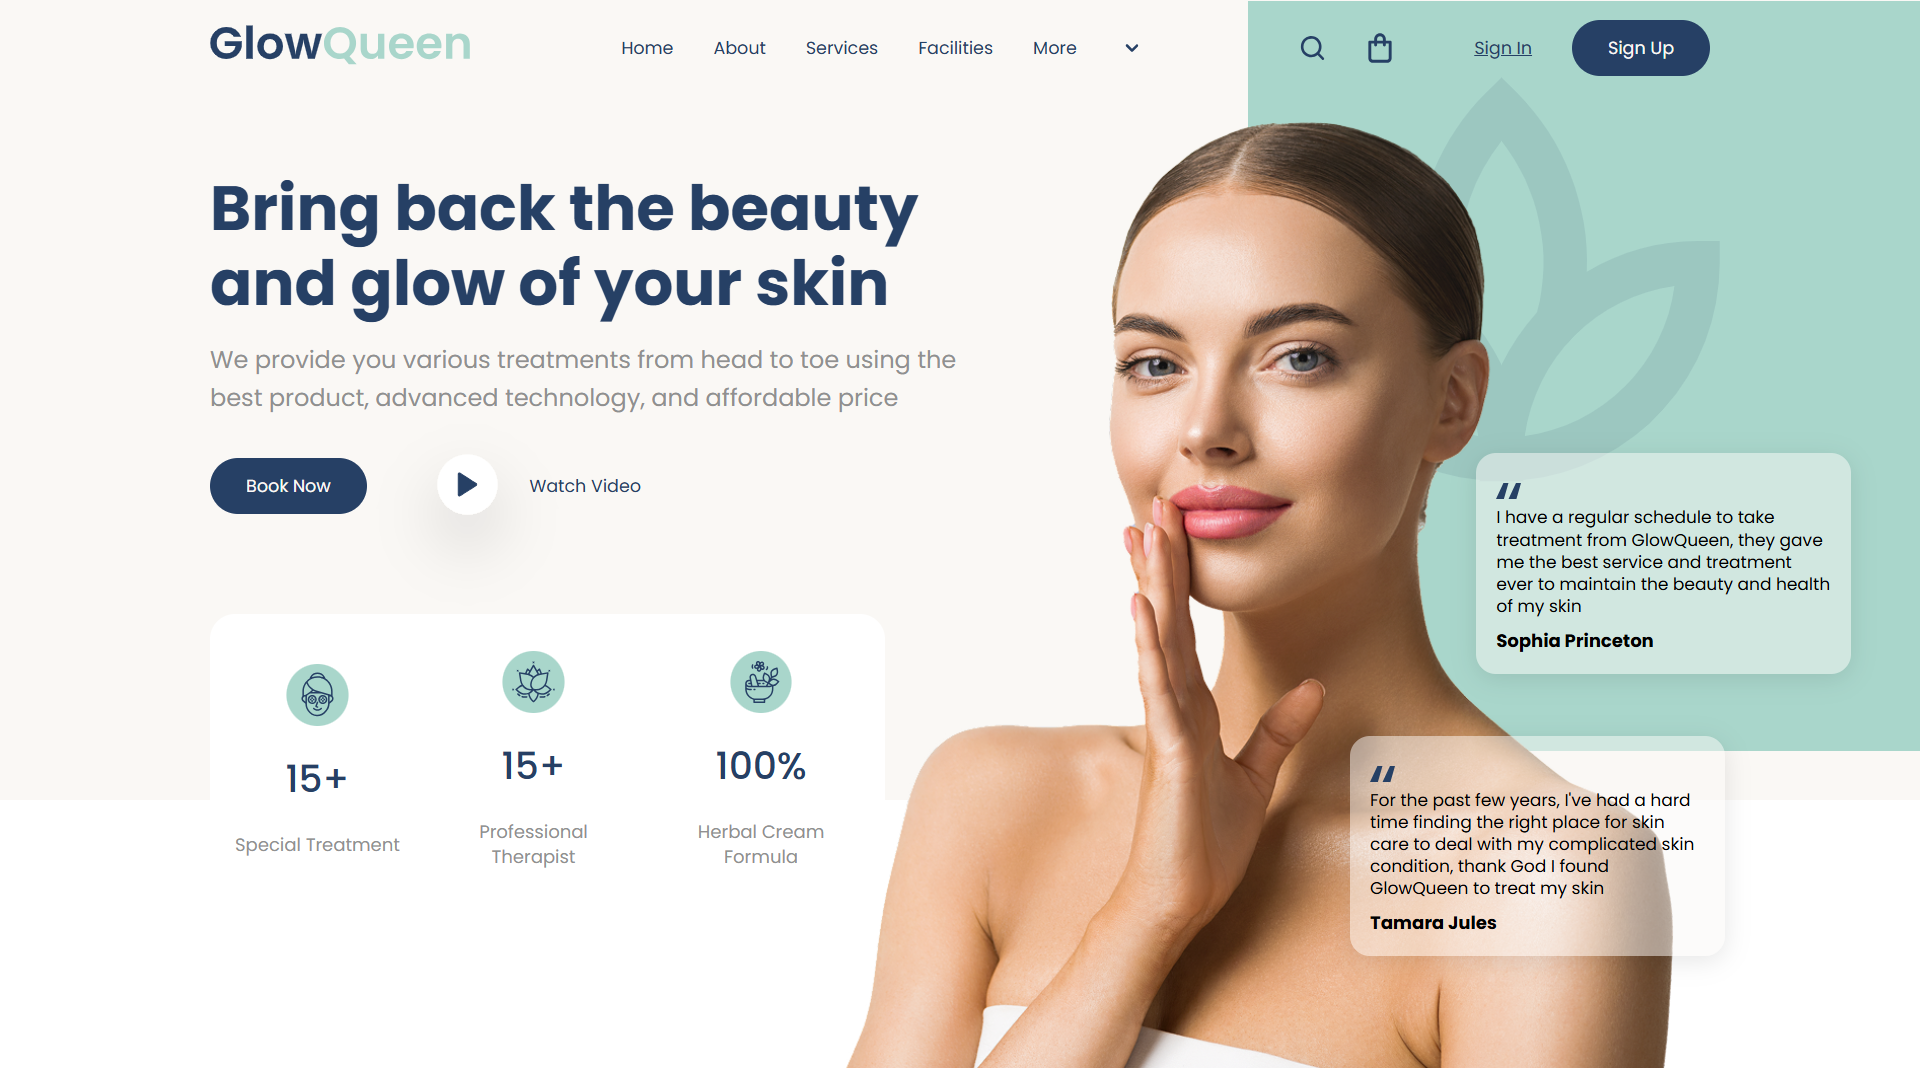 GlowQueen
Home About Services Facilities More
Sign In Sign Up
Bring back the beauty
and glow of your skin
We provide you various treatments from head to toe using the
best product, advanced technology, and affordable price
Book Now Watch Video
I have a regular schedule to take
treatment from GlowQueen, they gave
me the best service and treatment
ever to maintain the beauty and health
of my skin
Sophia Princeton
15+
Special Treatment
15+
Professional
Therapist
100%
Herbal Cream
Formula
For the past few years, I've had a hard
time finding the right place for skin
care to deal with my complicated skin
condition, thank God I found
GlowQueen to treat my skin
Tamara Jules